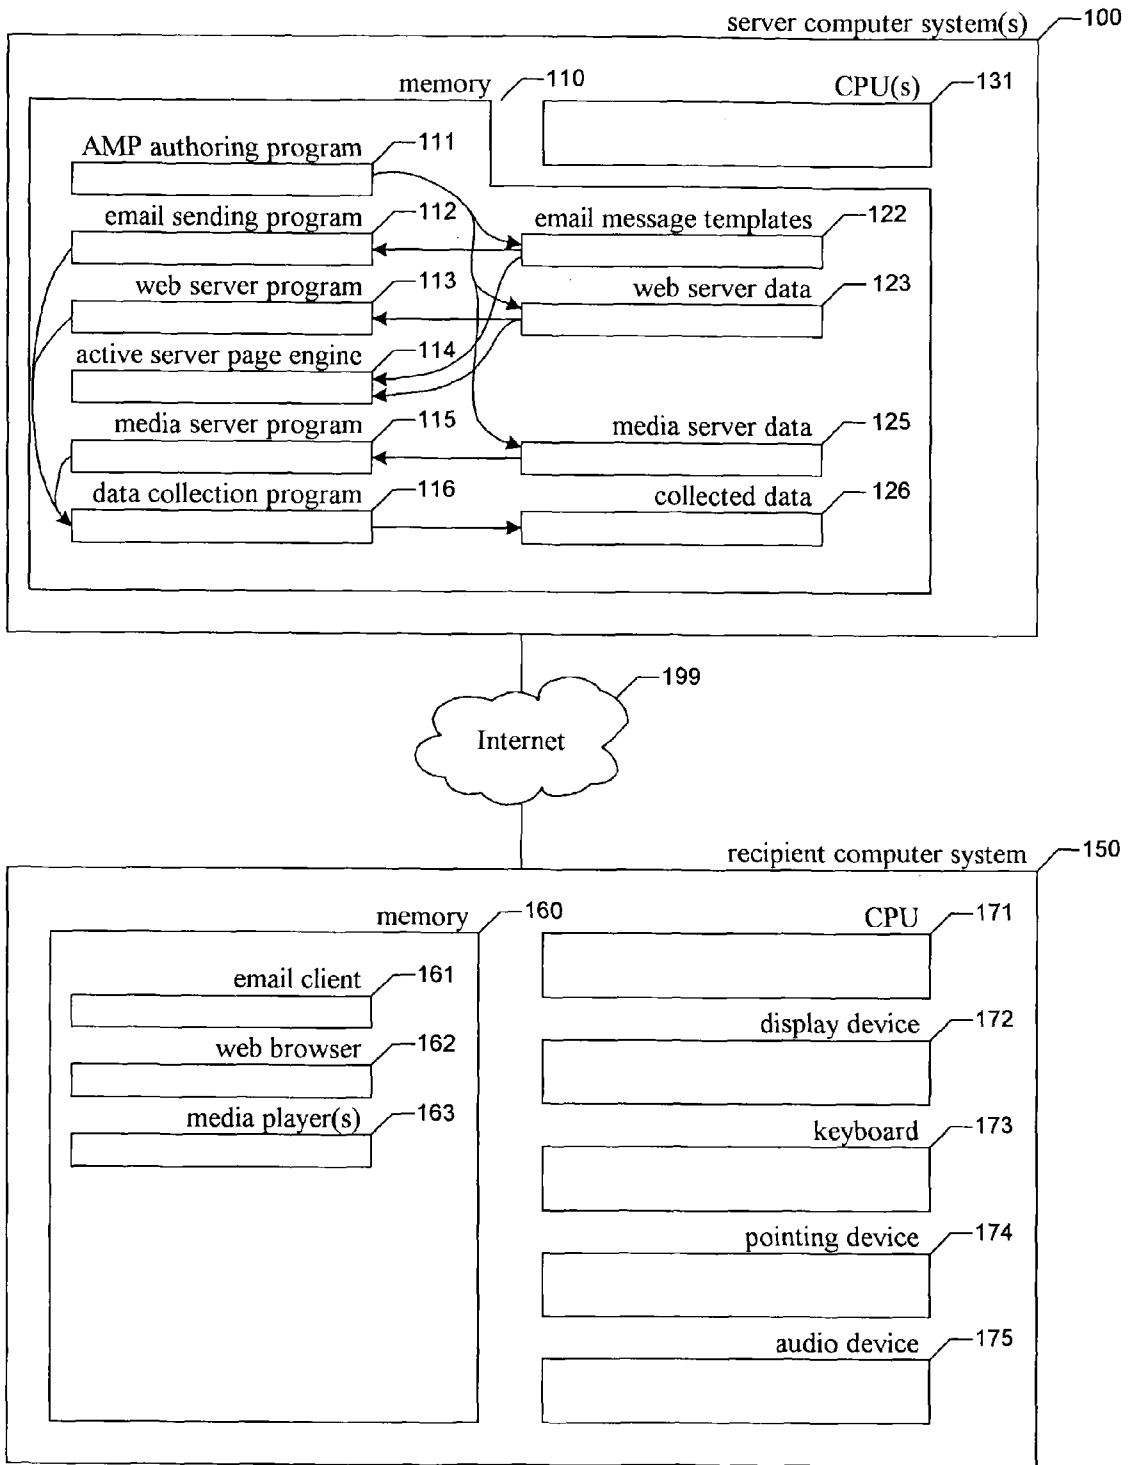 server computer system(s) 100
memory 110
CPU(s) 131
AMP authoring program 111
email sending program 112
email message templates 122
web server program 113
web server data 123
active server page engine 114
media server program 115
media server data 125
data collection program 116
collected data 126
199
Internet
recipient computer system 150
memory 160
CPU 171
email client 161
display device 172
web browser 162
media player(s) 163
keyboard 173
pointing device 174
audio device 175